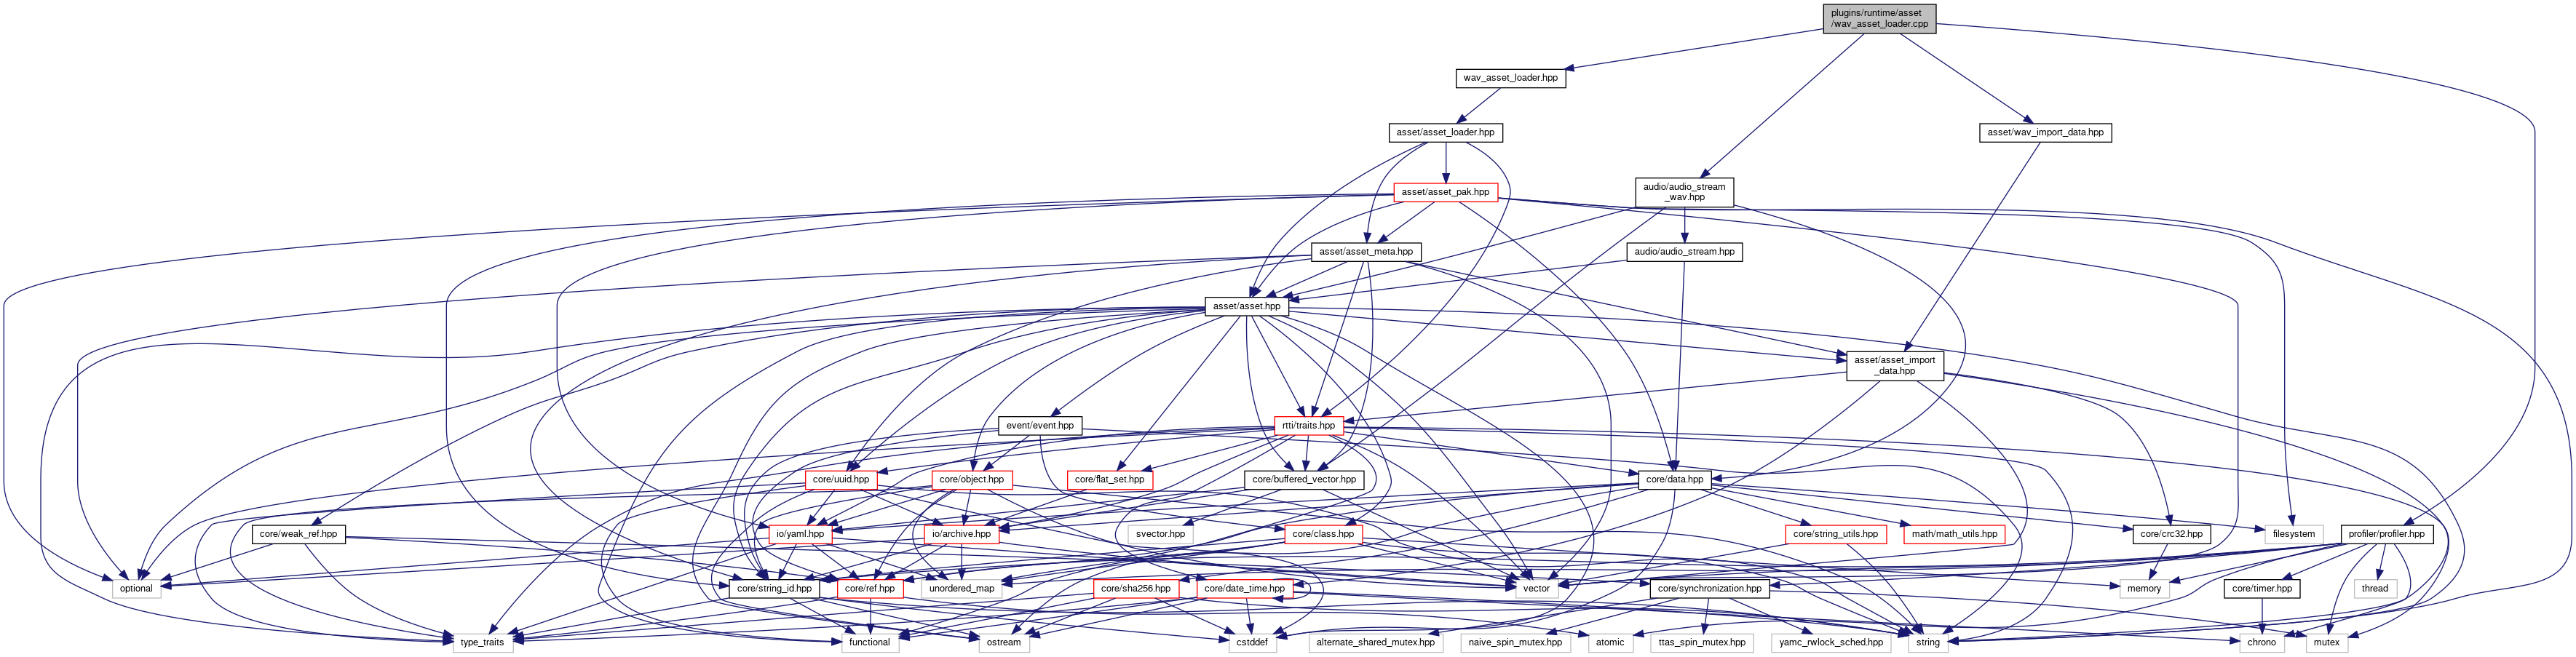 plugins/runtime/asset
/wav_asset_loader.cpp
wav_asset_loader.hpp
asset/asset_loader.hpp
asset/wav_import_data.hpp
asset/asset_pak.hpp
audio/audio_stream
_wav.hpp
asset/asset_meta.hpp
audio/audio_stream.hpp
asset/asset.hpp
asset/asset_import
_data.hpp
event/event.hpp
rtti/traits.hpp
core/uuid.hpp
core/object.hpp
core/flat_set.hpp
core/buffered_vector.hpp
core/data.hpp
core/weak_ref.hpp
io/yaml.hpp
io/archive.hpp
svector.hpp
core/class.hpp
core/string_utils.hpp
math/math_utils.hpp
core/crc32.hpp
filesystem
profiler/profiler.hpp
optional
core/string_id.hpp
core/ref.hpp
unordered_map
core/sha256.hpp
core/date_time.hpp
vector
core/synchronization.hpp
memory
core/timer.hpp
thread
type_traits
functional
ostream
cstddef
alternate_shared_mutex.hpp
naive_spin_mutex.hpp
atomic
ttas_spin_mutex.hpp
yamc_rwlock_sched.hpp
string
chrono
mutex